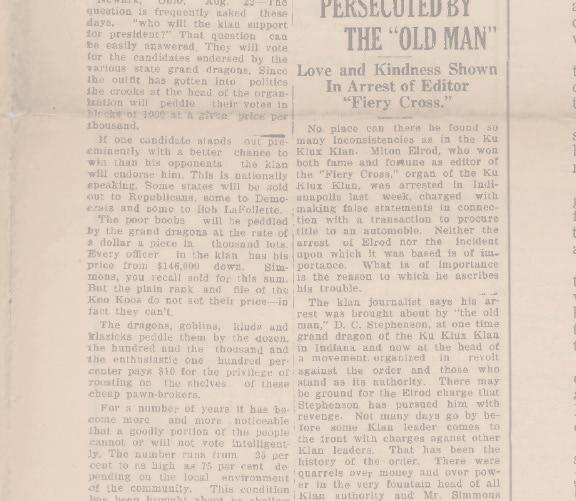 Newark, Ohio, Aug. 22—The
question is frequently asked these
days, "who will the klan support
for president?" That question can
be easily answered. They will vote
for the candidates endorsed by the
various state grand dragons. Since
the outfit has gotten into politics
the crooks at the head of the organ-
ization will peddle their votes in
blocks of 1000 at a given price per
thousand.
If one candidate stands out pre-
eminently with a better chance to
win than his opponents the klan
will endorse him. This is nationally
speaking. Some states will be sold
out to Republicans, some to Demo-
crats and some to Bob LaFollette.
The poor boobs will be peddled
by the grand dragons at the rate of
a dollar a piece in thousand lots.
Every officer in the klan has his
price from $146,000 down. Sim-
mons, you recall sold for this sum.
But the plain rank and file of the
Koo Koos do not set their price—in
fact they can't.
The dragons, goblins, kluds and
klazicks peddle them by the dozen,
the hundred and the thousand and
the enthusiastic one hundred per-
center pays $10 for the privilege of
roosting on the shelves of these
cheap pawn-brokers.
For a number of years it has be-
come more and more noticeable
that a goodly portion of the people
cannot or will not vote intelligent-
ly. The number runs from 35 per
cent to as high as 75 per cent de-
pending on the local environment
of the community. This condition
has been brought about
PERSECUTED BY
THE "OLD MAN"
Love and Kindness Shown
In Arrest of Editor
"Fiery Cross."
No place can there be found so
many inconsistencies as in the Ku
Klux Klan. Milton Elrod, who won
both fame and fortune as editor of
the "Fiery Cross," organ of the Ku
Klux Klan, was arrested in Indi-
anapolis last week, charged with
making false statements in connec-
tion with a transaction to procure
title to an automobile. Neither the
arrest of Elrod nor the incident
upon which it was based is of im-
portance. What is of importance
is the reason to which he ascribes
his trouble.
The klan journalist says his ar-
rest was brought about by "the old
man," D. C. Stephenson, at one time
grand dragon of the Ku Klux Klan
in Indiana and now at the head of
a movement organized in revolt
against the order and those who
stand as its authority. There may
be ground for the Elrod charge that
Stephenson has pursued him with
revenge. Not many days go by be-
fore some Klan leader comes to
the front with charges against other
Klan leaders. That has been the
history of the order. There were
quarrels over money and over pow-
er in the very fountain head of all
Klan authority and Mr. Simmons